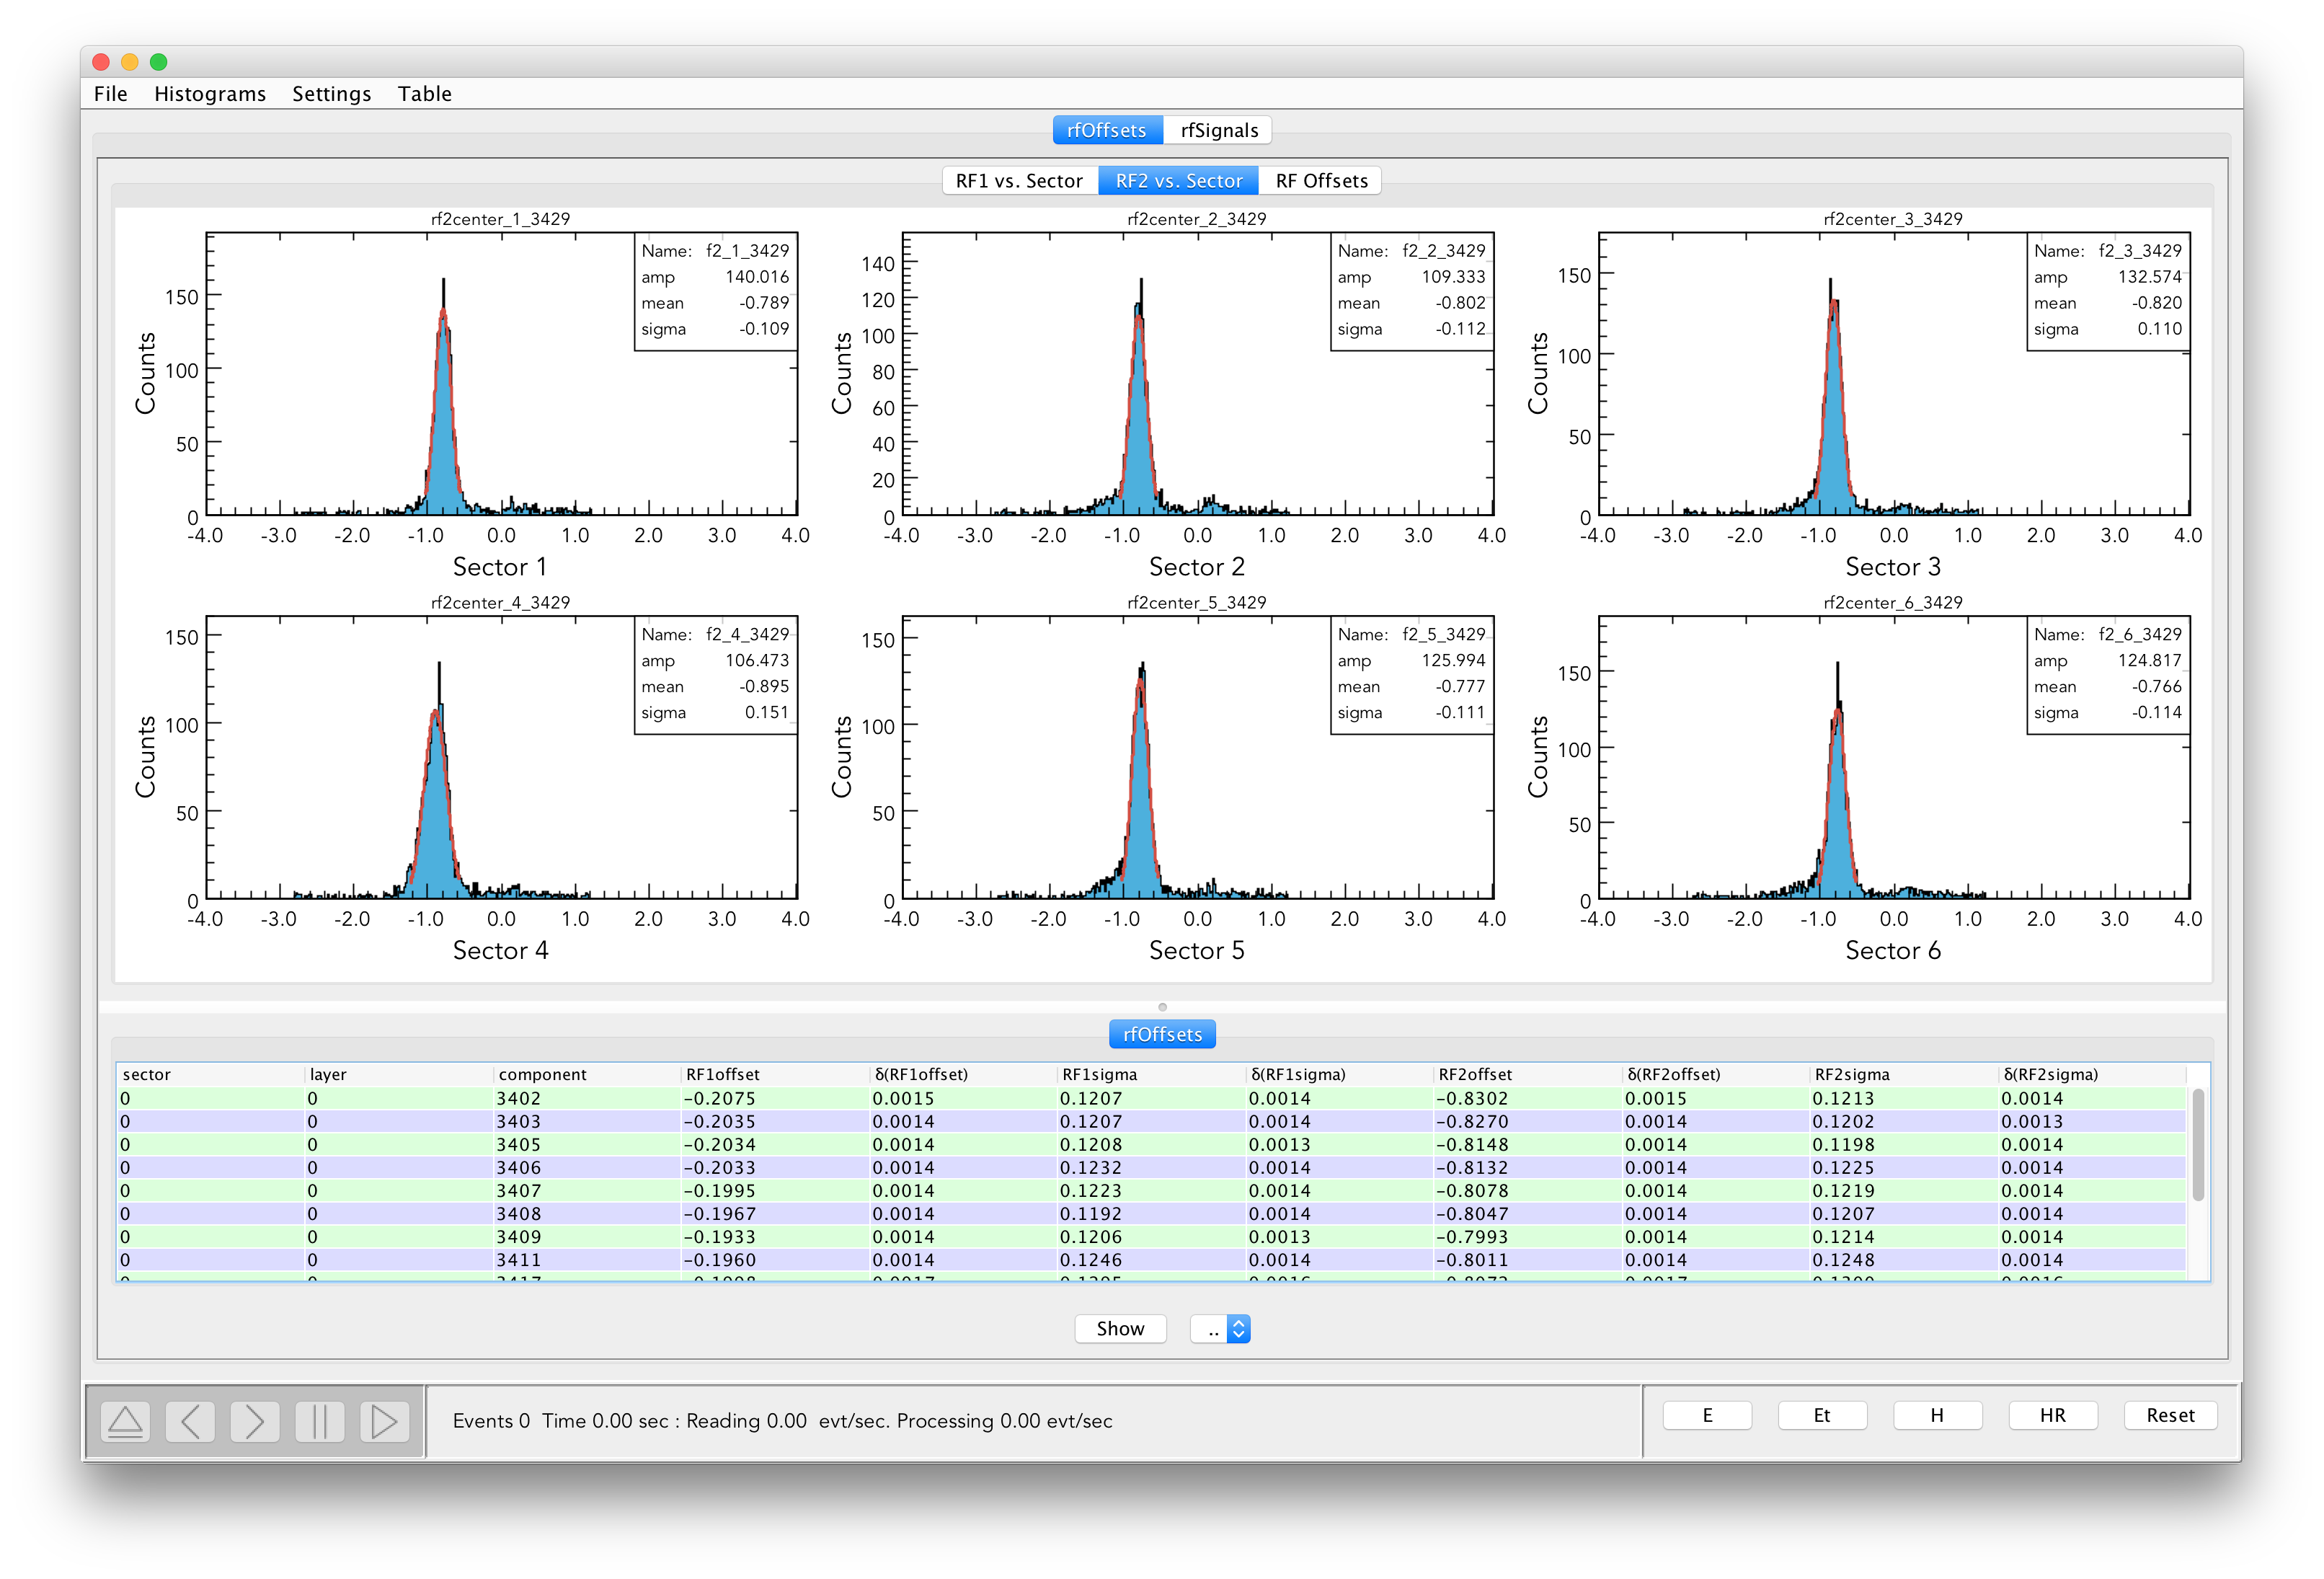 File Histograms Settings Table
rfOffsets rfSignals
RF1 vs. Sector RF2 vs. Sector RF Offsets
rf2center_1_3429
Name: f2_1_3429
amp 140.016
mean -0.789
sigma -0.109
Counts
150
100
50
0
-4.0 -3.0 -2.0 -1.0 0.0 1.0 2.0 3.0 4.0
Sector 1
rf2center_2_3429
Name: f2_2_3429
amp 109.333
mean -0.802
sigma -0.112
Counts
140
120
100
80
60
40
20
0
-4.0 -3.0 -2.0 -1.0 0.0 1.0 2.0 3.0 4.0
Sector 2
rf2center_3_3429
Name: f2_3_3429
amp 132.574
mean -0.820
sigma 0.110
Counts
150
100
50
0
-4.0 -3.0 -2.0 -1.0 0.0 1.0 2.0 3.0 4.0
Sector 3
rf2center_4_3429
Name: f2_4_3429
amp 106.473
mean -0.895
sigma 0.151
Counts
150
100
50
0
-4.0 -3.0 -2.0 -1.0 0.0 1.0 2.0 3.0 4.0
Sector 4
rf2center_5_3429
Name: f2_5_3429
amp 125.994
mean -0.777
sigma -0.111
Counts
150
100
50
0
-4.0 -3.0 -2.0 -1.0 0.0 1.0 2.0 3.0 4.0
Sector 5
rf2center_6_3429
Name: f2_6_3429
amp 124.817
mean -0.766
sigma -0.114
Counts
150
100
50
0
-4.0 -3.0 -2.0 -1.0 0.0 1.0 2.0 3.0 4.0
Sector 6
rfOffsets
sector layer component RF1offset δ(RF1offset) RF1sigma δ(RF1sigma) RF2offset δ(RF2offset) RF2sigma δ(RF2sigma)
0 0 3402 -0.2075 0.0015 0.1207 0.0014 -0.8302 0.0015 0.1213 0.0014
0 0 3403 -0.2035 0.0014 0.1207 0.0014 -0.8270 0.0014 0.1202 0.0013
0 0 3405 -0.2034 0.0014 0.1208 0.0013 -0.8148 0.0014 0.1198 0.0014
0 0 3406 -0.2033 0.0014 0.1232 0.0014 -0.8132 0.0014 0.1225 0.0014
0 0 3407 -0.1995 0.0014 0.1223 0.0014 -0.8078 0.0014 0.1219 0.0014
0 0 3408 -0.1967 0.0014 0.1192 0.0014 -0.8047 0.0014 0.1207 0.0014
0 0 3409 -0.1933 0.0014 0.1206 0.0013 -0.7993 0.0014 0.1214 0.0014
0 0 3411 -0.1960 0.0014 0.1246 0.0014 -0.8011 0.0014 0.1248 0.0014
Show ..
Events 0 Time 0.00 sec : Reading 0.00 evt/sec. Processing 0.00 evt/sec
E Et H HR Reset